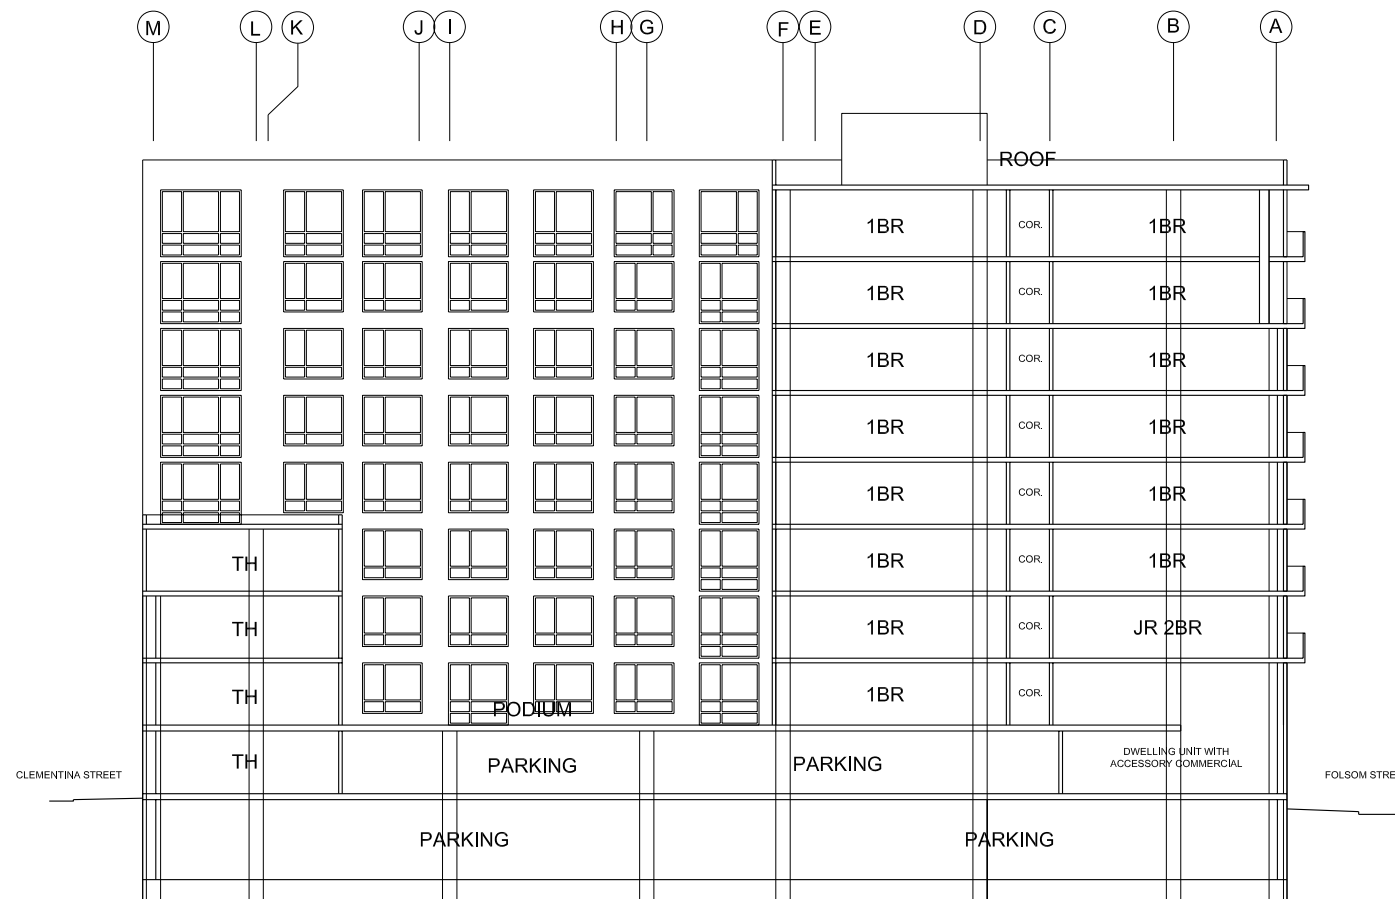 M L K J I H G F E D C B A
ROOF
1BR COR. 1BR
1BR COR. 1BR
1BR COR. 1BR
1BR COR. 1BR
1BR COR. 1BR
TH 1BR COR. 1BR
TH 1BR COR. JR 2BR
TH 1BR COR.
PODIUM
TH PARKING PARKING DWELLING UNIT WITH
ACCESSORY COMMERCIAL
CLEMENTINA STREET FOLSOM STRE
PARKING PARKING